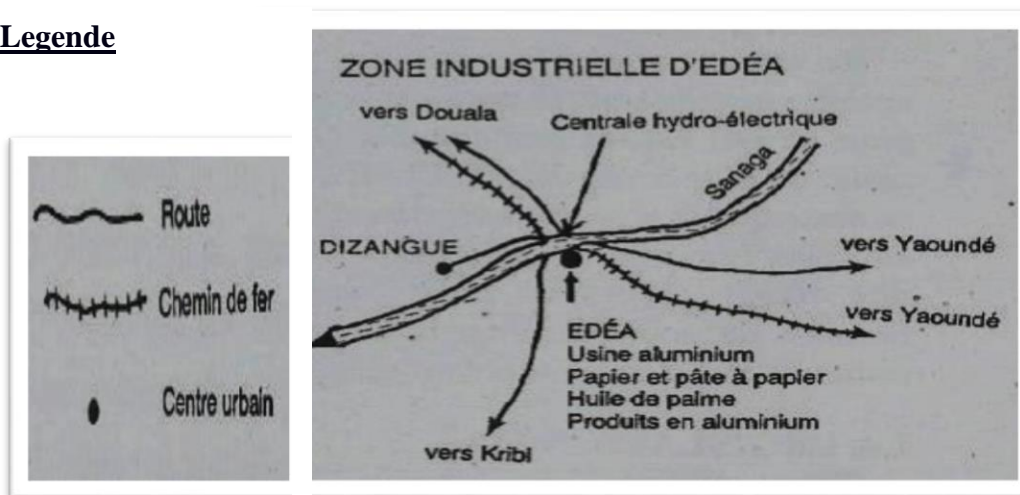 Legende
Route
Chemin de fer
Centre urbain
ZONE INDUSTRIELLE D'EDÉA
vers Douala
Centrale hydro-électrique
Sanaga
DIZANGUE
vers Yaoundé
vers Yaoundé
EDÉA
Usine aluminium
Papier et pâte à papier
Huile de palme
Produits en aluminium
vers Kribi